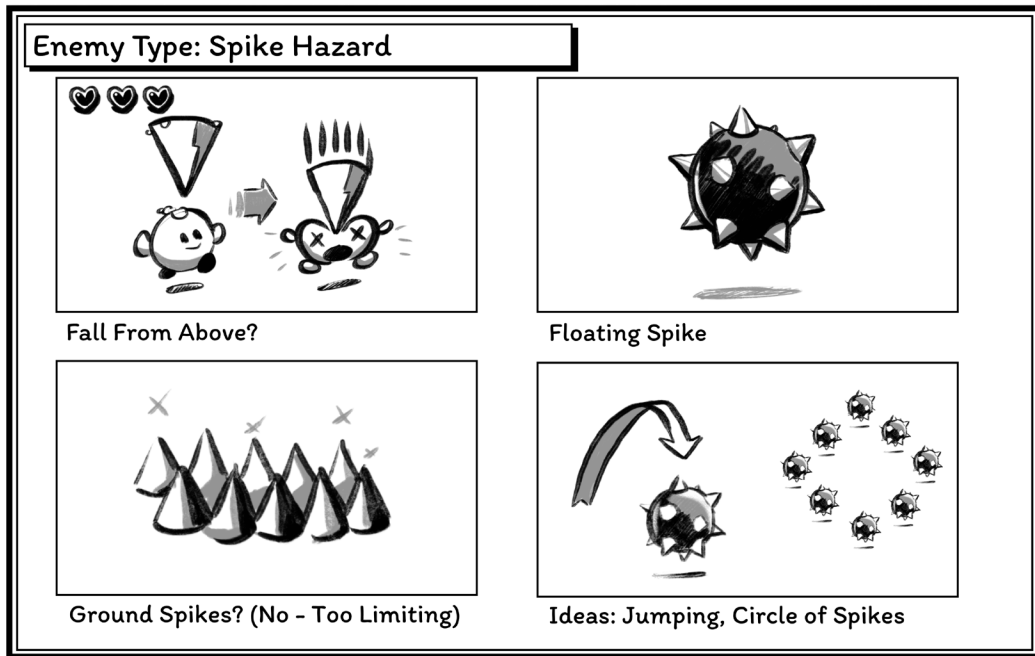 Enemy Type: Spike Hazard
Fall From Above?
Floating Spike
Ground Spikes? (No - Too Limiting)
Ideas: Jumping, Circle of Spikes